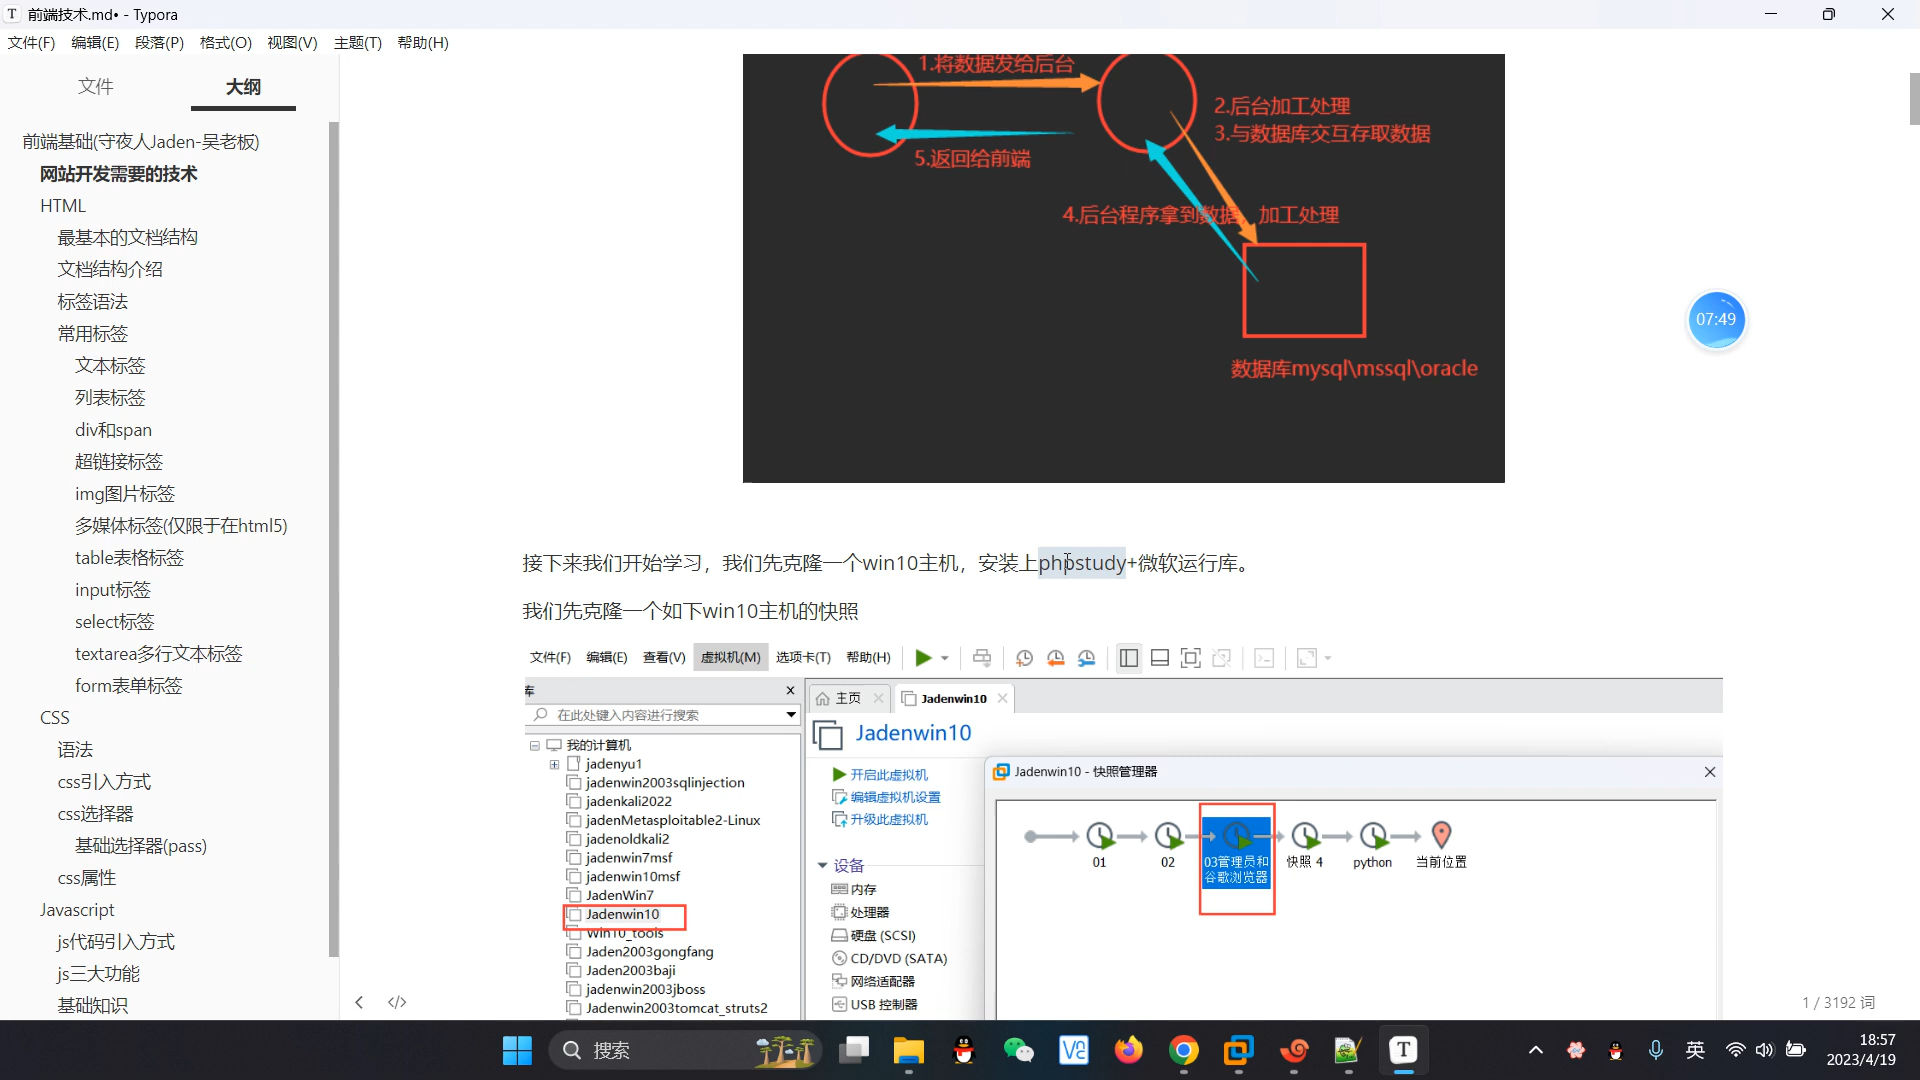 前端技术.md• - Typora
文件(F) 编辑(E) 段落(P) 格式(O) 视图(V) 主题(T) 帮助(H)
文件 大纲
前端基础(守夜人Jaden-吴老板)
网站开发需要的技术
HTML
最基本的文档结构
文档结构介绍
标签语法
常用标签
文本标签
列表标签
div和span
超链接标签
img图片标签
多媒体标签(仅限于在html5)
table表格标签
input标签
select标签
textarea多行文本标签
form表单标签
CSS
语法
css引入方式
css选择器
基础选择器(pass)
css属性
Javascript
js代码引入方式
js三大功能
基础知识
1.将数据发给后台
2.后台加工处理
3.与数据库交互存取数据
5.返回给前端
4.后台程序拿到数据，加工处理
数据库mysql\mssql\oracle
07:49
接下来我们开始学习，我们先克隆一个win10主机，安装上phpstudy+微软运行库。
我们先克隆一个如下win10主机的快照
文件(F) 编辑(E) 查看(V) 虚拟机(M) 选项卡(T) 帮助(H)
库
在此处键入内容进行搜索
我的计算机
jadenyu1
jadenwin2003sqlinjection
jadenkali2022
jadenMetasploitable2-Linux
jadenoldkali2
jadenwin7msf
jadenwin10msf
JadenWin7
Jadenwin10
Win10_tools
Jaden2003gongfang
Jaden2003baji
jadenwin2003jboss
Jadenwin2003tomcat_struts2
主页 Jadenwin10
Jadenwin10
开启此虚拟机
编辑虚拟机设置
升级此虚拟机
设备
内存
处理器
硬盘 (SCSI)
CD/DVD (SATA)
网络适配器
USB 控制器
Jadenwin10 - 快照管理器
01 02 03管理员和谷歌浏览器 快照 4 python 当前位置
1 / 3192 词
搜索
英
18:57
2023/4/19